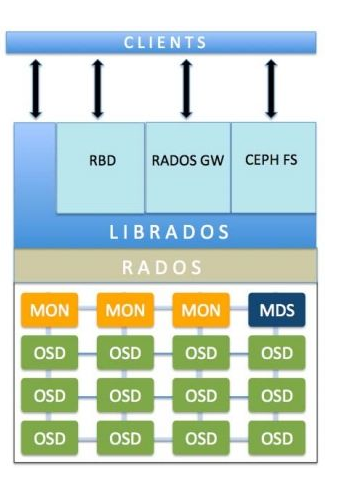 CLIENTS
RBD RADOS GW CEPH FS
LIBRADOS
RADOS
MON MON MON MDS
OSD OSD OSD OSD
OSD OSD OSD OSD
OSD OSD OSD OSD